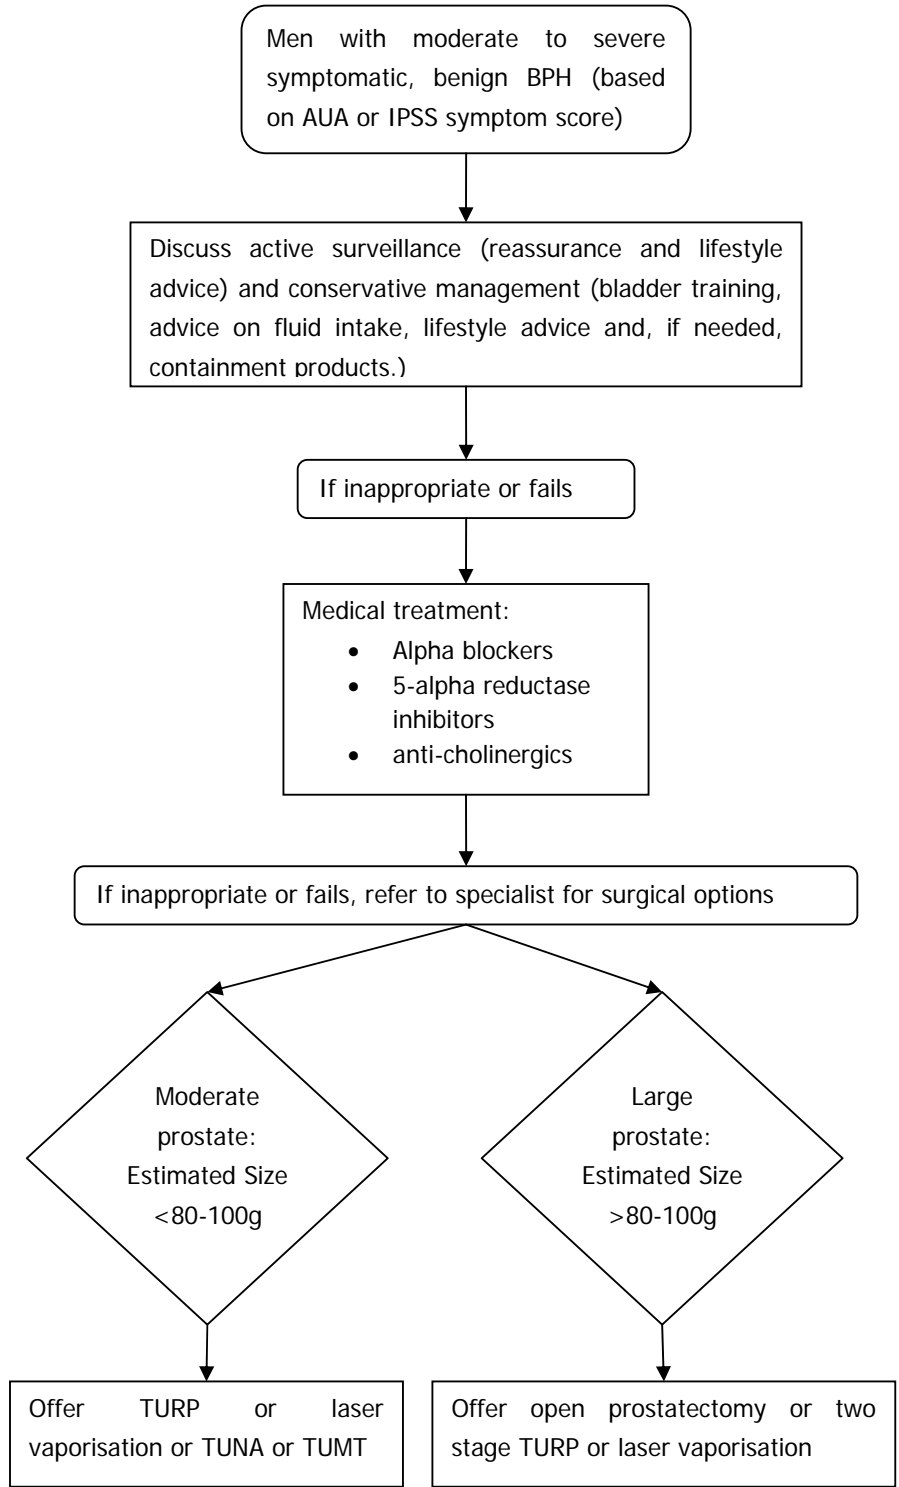 Men with moderate to severe
symptomatic, benign BPH (based
on AUA or IPSS symptom score)
Discuss active surveillance (reassurance and lifestyle
advice) and conservative management (bladder training,
advice on fluid intake, lifestyle advice and, if needed,
containment products.)
If inappropriate or fails
Medical treatment:
• Alpha blockers
• 5-alpha reductase
inhibitors
• anti-cholinergics
If inappropriate or fails, refer to specialist for surgical options
Moderate
prostate:
Estimated Size
<80-100g
Large
prostate:
Estimated Size
>80-100g
Offer TURP or laser
vaporisation or TUNA or TUMT
Offer open prostatectomy or two
stage TURP or laser vaporisation